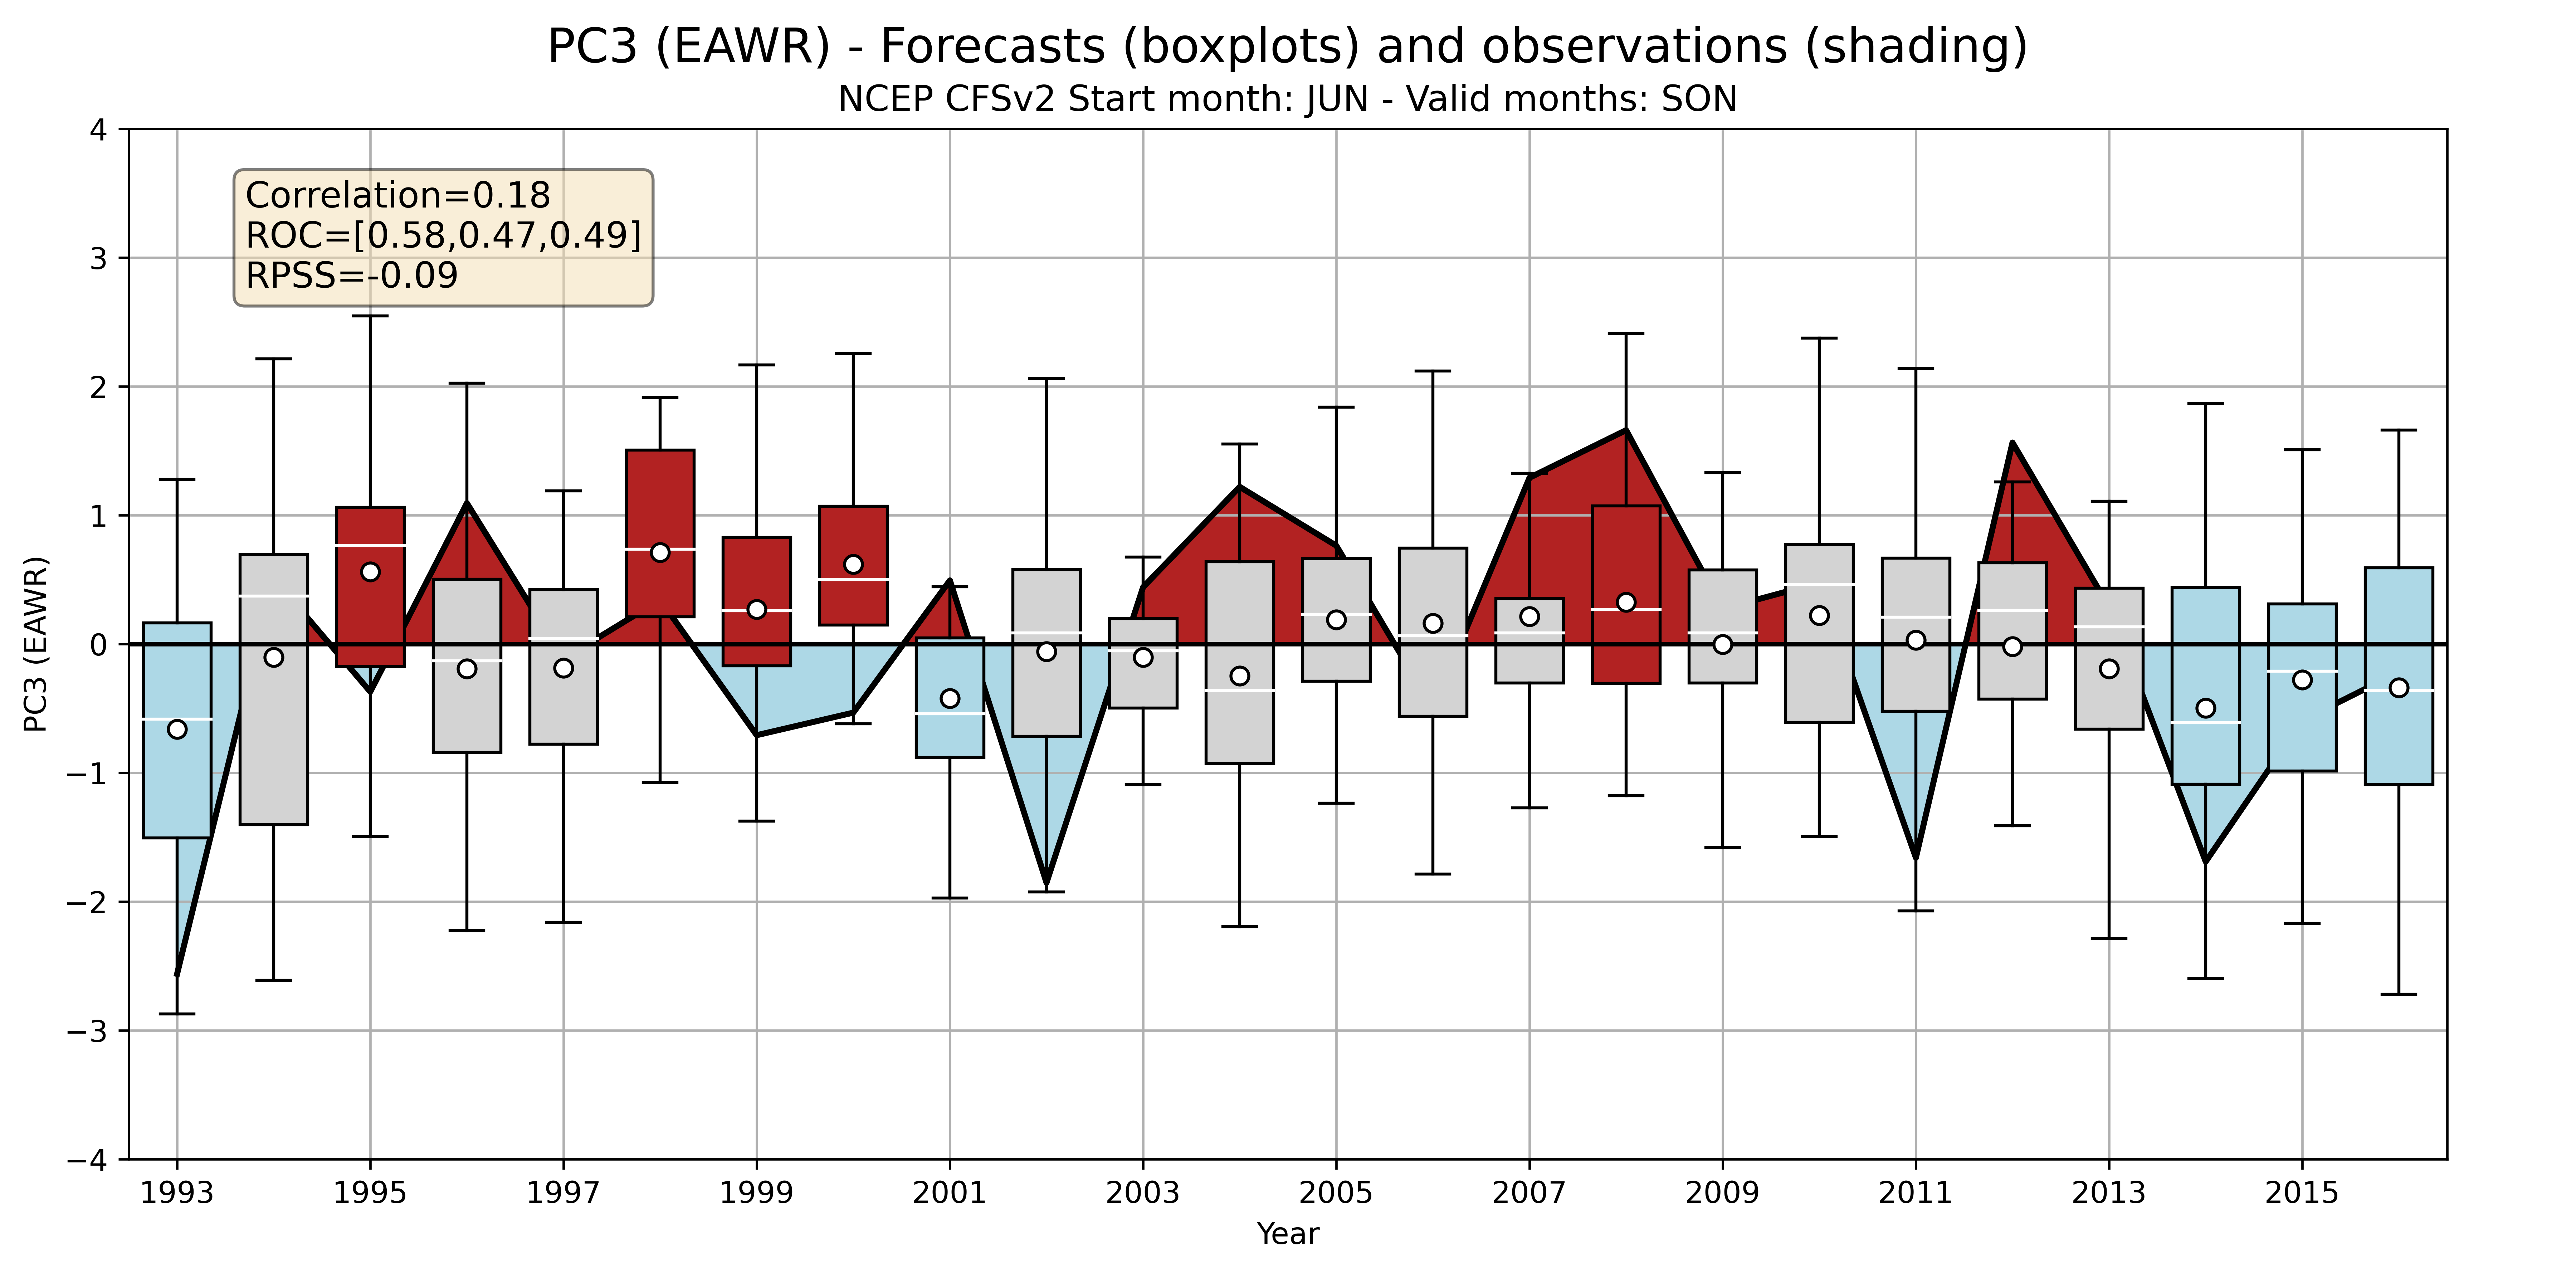 PC3 (EAWR) - Forecasts (boxplots) and observations (shading)
NCEP CFSv2 Start month: JUN - Valid months: SON
Correlation=0.18
ROC=[0.58,0.47,0.49]
RPSS=-0.09
PC3 (EAWR)
4
3
2
1
0
−1
−2
−3
−4
1993 1995 1997 1999 2001 2003 2005 2007 2009 2011 2013 2015
Year